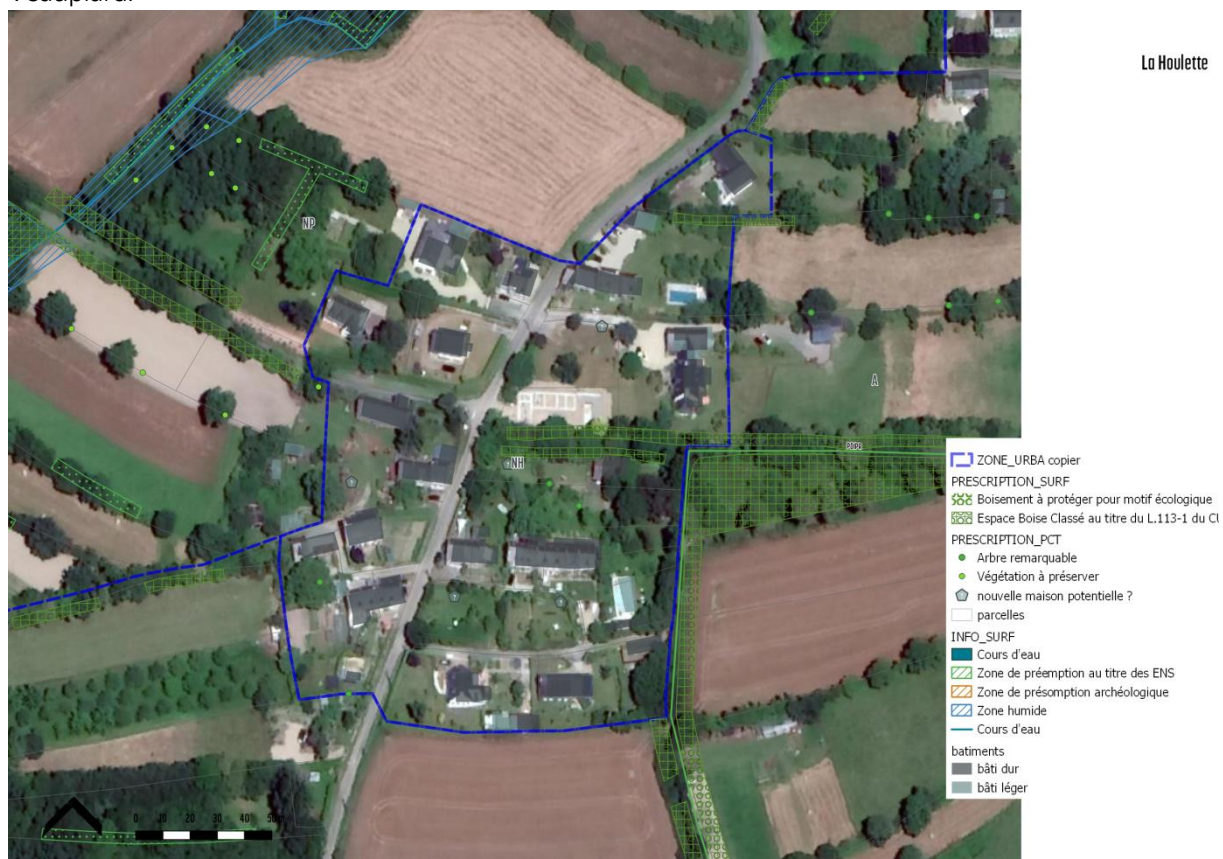 La Houlette
NP
A
PDIPR
NH
ZONE_URBA copier
PRESCRIPTION_SURF
Boisement à protéger pour motif écologique
Espace Boise Classé au titre du L.113-1 du CU
PRESCRIPTION_PCT
Arbre remarquable
Végétation à préserver
nouvelle maison potentielle ?
parcelles
INFO_SURF
Cours d'eau
Zone de préemption au titre des ENS
Zone de présomption archéologique
Zone humide
Cours d'eau
batiments
bâti dur
bâti léger
0 10 20 30 40 50 m